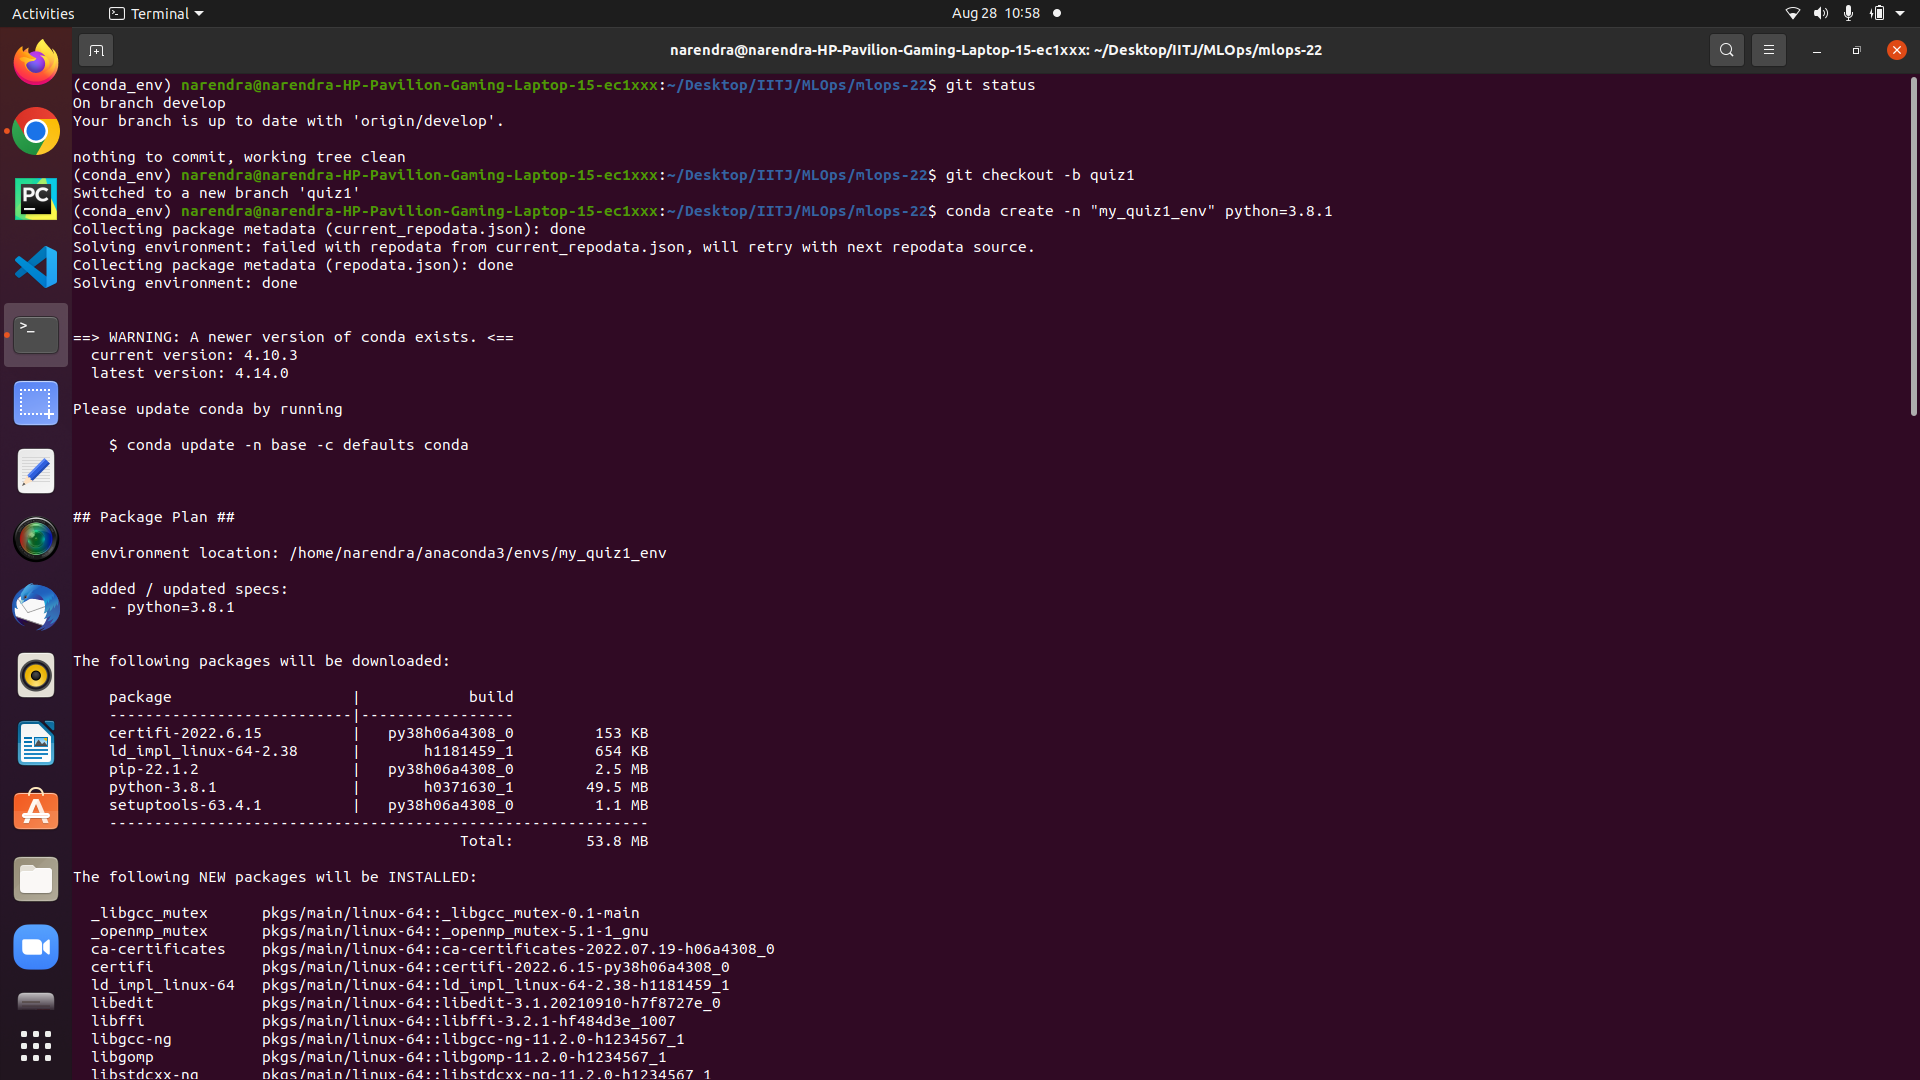 Activities
Terminal
Aug 28 10:58
narendra@narendra-HP-Pavilion-Gaming-Laptop-15-ec1xxx: ~/Desktop/IITJ/MLOps/mlops-22
(conda_env) narendra@narendra-HP-Pavilion-Gaming-Laptop-15-ec1xxx:~/Desktop/IITJ/MLOps/mlops-22$ git status
On branch develop
Your branch is up to date with 'origin/develop'.
nothing to commit, working tree clean
(conda_env) narendra@narendra-HP-Pavilion-Gaming-Laptop-15-ec1xxx:~/Desktop/IITJ/MLOps/mlops-22$ git checkout -b quiz1
Switched to a new branch 'quiz1'
(conda_env) narendra@narendra-HP-Pavilion-Gaming-Laptop-15-ec1xxx:~/Desktop/IITJ/MLOps/mlops-22$ conda create -n "my_quiz1_env" python=3.8.1
Collecting package metadata (current_repodata.json): done
Solving environment: failed with repodata from current_repodata.json, will retry with next repodata source.
Collecting package metadata (repodata.json): done
Solving environment: done
==> WARNING: A newer version of conda exists. <==
current version: 4.10.3
latest version: 4.14.0
Please update conda by running
$ conda update -n base -c defaults conda
## Package Plan ##
environment location: /home/narendra/anaconda3/envs/my_quiz1_env
added / updated specs:
- python=3.8.1
The following packages will be downloaded:
package | build
---------------------------|-----------------
certifi-2022.6.15 | py38h06a4308_0 153 KB
ld_impl_linux-64-2.38 | h1181459_1 654 KB
pip-22.1.2 | py38h06a4308_0 2.5 MB
python-3.8.1 | h0371630_1 49.5 MB
setuptools-63.4.1 | py38h06a4308_0 1.1 MB
------------------------------------------------------------
Total: 53.8 MB
The following NEW packages will be INSTALLED:
_libgcc_mutex pkgs/main/linux-64::_libgcc_mutex-0.1-main
_openmp_mutex pkgs/main/linux-64::_openmp_mutex-5.1-1_gnu
ca-certificates pkgs/main/linux-64::ca-certificates-2022.07.19-h06a4308_0
certifi pkgs/main/linux-64::certifi-2022.6.15-py38h06a4308_0
ld_impl_linux-64 pkgs/main/linux-64::ld_impl_linux-64-2.38-h1181459_1
libedit pkgs/main/linux-64::libedit-3.1.20210910-h7f8727e_0
libffi pkgs/main/linux-64::libffi-3.2.1-hf484d3e_1007
libgcc-ng pkgs/main/linux-64::libgcc-ng-11.2.0-h1234567_1
libgomp pkgs/main/linux-64::libgomp-11.2.0-h1234567_1
libstdcxx-ng pkgs/main/linux-64::libstdcxx-ng-11.2.0-h1234567_1
PC